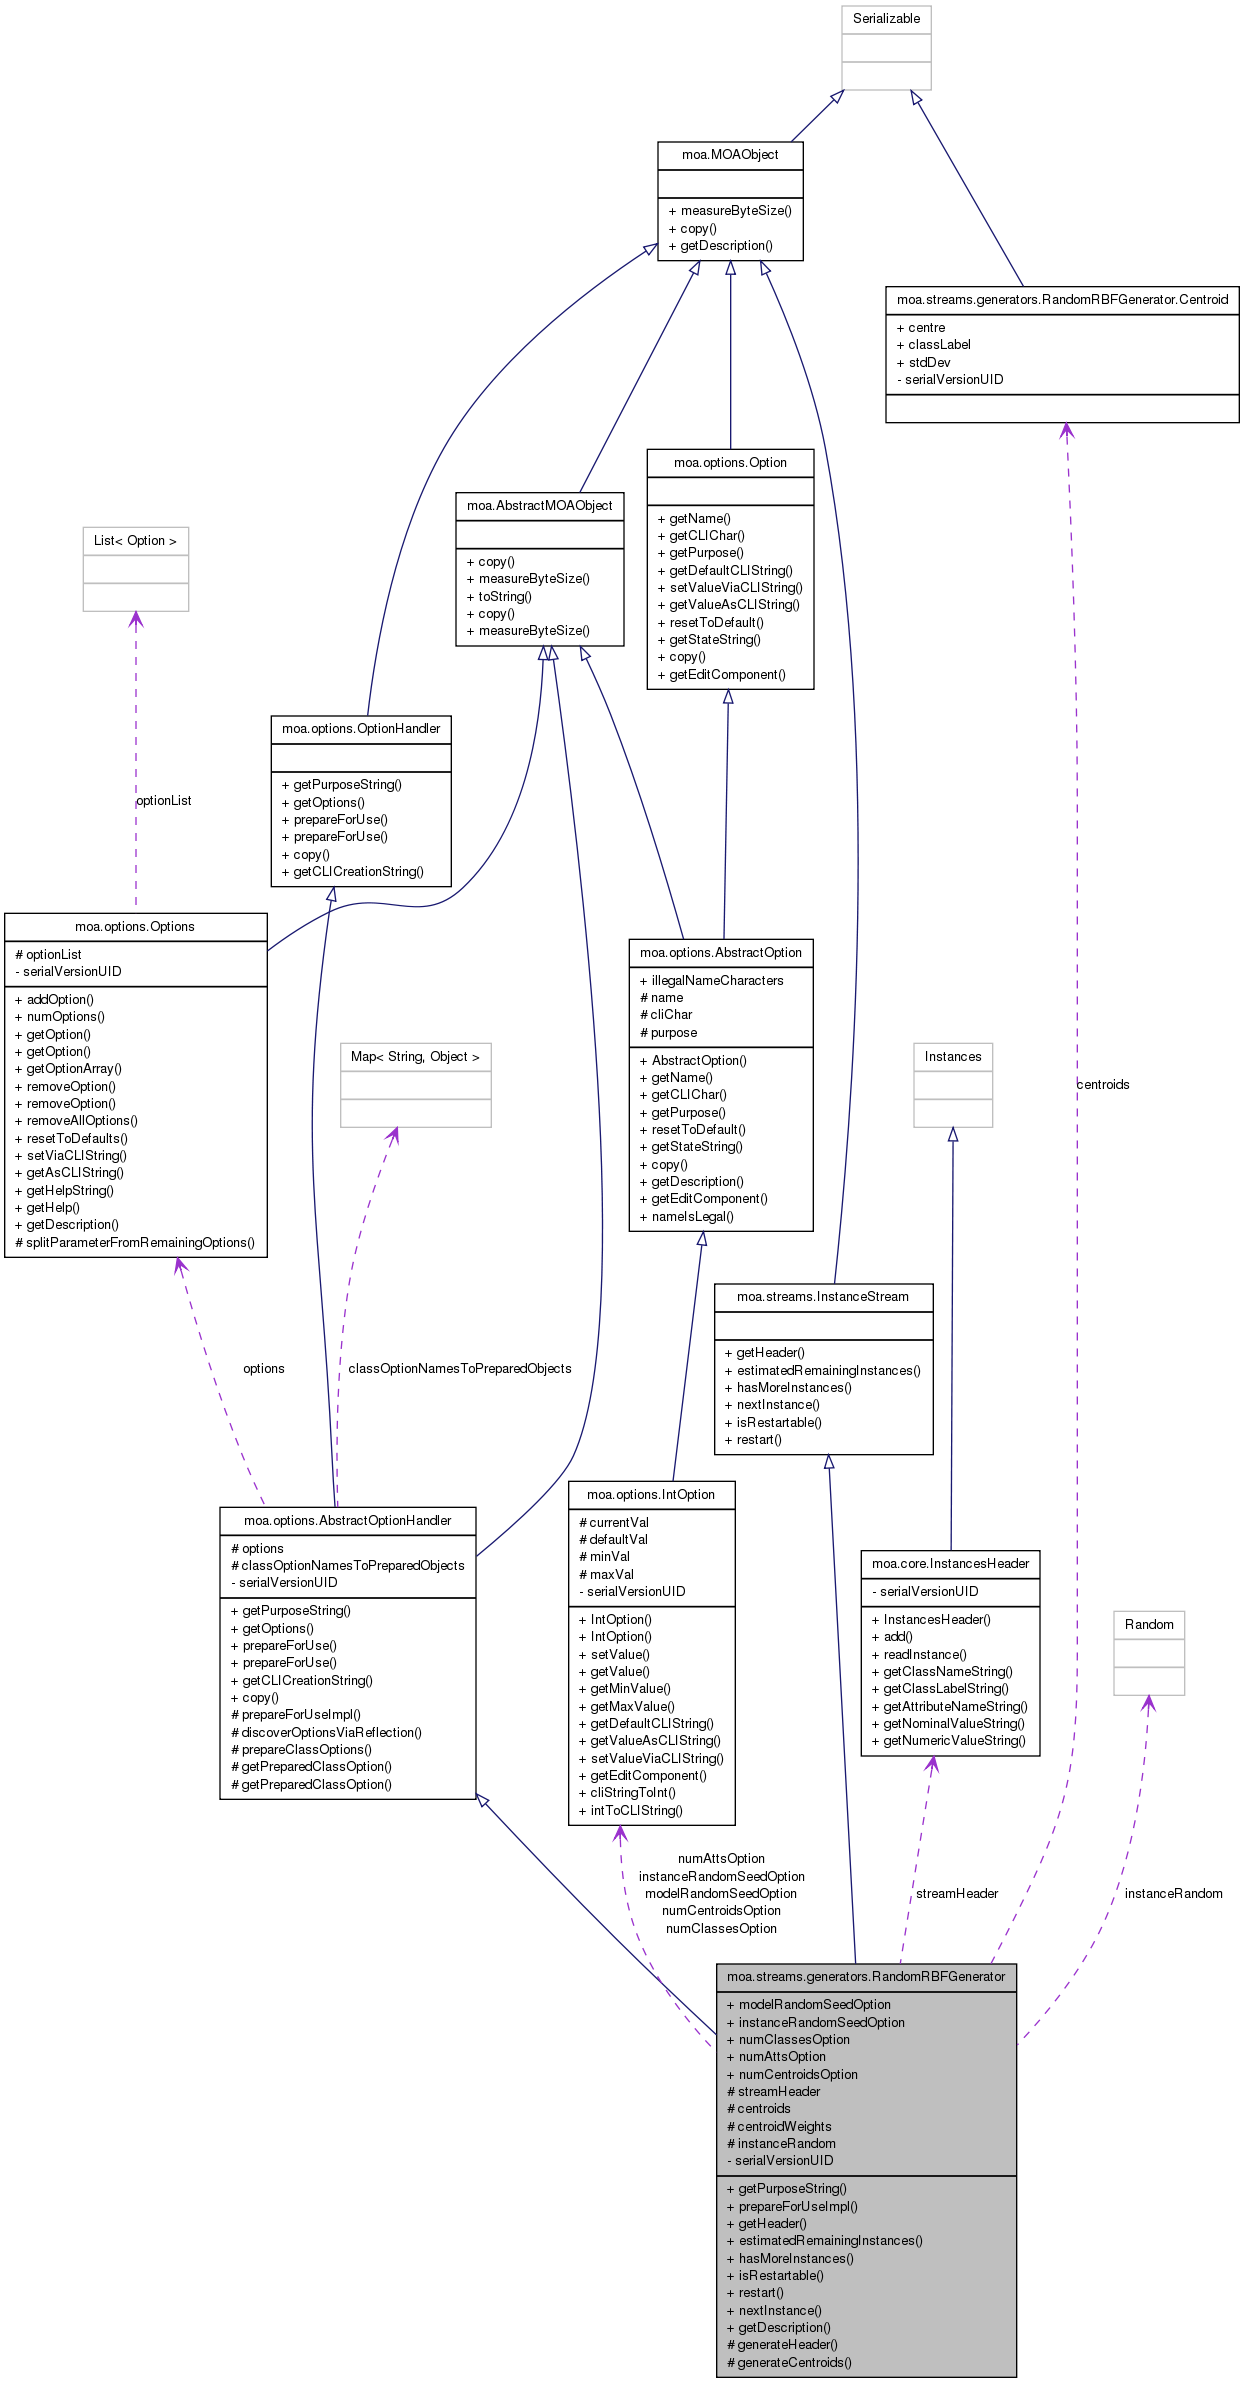 Serializable
moa.MOAObject
+ measureByteSize()
+ copy()
+ getDescription()
moa.streams.generators.RandomRBFGenerator.Centroid
+ centre
+ classLabel
+ stdDev
- serialVersionUID
moa.options.Option
+ getName()
+ getCLIChar()
+ getPurpose()
+ getDefaultCLIString()
+ setValueViaCLIString()
+ getValueAsCLIString()
+ resetToDefault()
+ getStateString()
+ copy()
+ getEditComponent()
moa.AbstractMOAObject
+ copy()
+ measureByteSize()
+ toString()
+ copy()
+ measureByteSize()
List< Option >
moa.options.OptionHandler
+ getPurposeString()
+ getOptions()
+ prepareForUse()
+ prepareForUse()
+ copy()
+ getCLICreationString()
optionList
moa.options.Options
# optionList
- serialVersionUID
+ addOption()
+ numOptions()
+ getOption()
+ getOption()
+ getOptionArray()
+ removeOption()
+ removeOption()
+ removeAllOptions()
+ resetToDefaults()
+ setViaCLIString()
+ getAsCLIString()
+ getHelpString()
+ getHelp()
+ getDescription()
# splitParameterFromRemainingOptions()
moa.options.AbstractOption
+ illegalNameCharacters
# name
# cliChar
# purpose
+ AbstractOption()
+ getName()
+ getCLIChar()
+ getPurpose()
+ resetToDefault()
+ getStateString()
+ copy()
+ getDescription()
+ getEditComponent()
+ nameIsLegal()
Map< String, Object >
Instances
centroids
moa.streams.InstanceStream
+ getHeader()
+ estimatedRemainingInstances()
+ hasMoreInstances()
+ nextInstance()
+ isRestartable()
+ restart()
options
classOptionNamesToPreparedObjects
moa.options.AbstractOptionHandler
# options
# classOptionNamesToPreparedObjects
- serialVersionUID
+ getPurposeString()
+ getOptions()
+ prepareForUse()
+ prepareForUse()
+ getCLICreationString()
+ copy()
# prepareForUseImpl()
# discoverOptionsViaReflection()
# prepareClassOptions()
# getPreparedClassOption()
# getPreparedClassOption()
moa.options.IntOption
# currentVal
# defaultVal
# minVal
# maxVal
- serialVersionUID
+ IntOption()
+ IntOption()
+ setValue()
+ getValue()
+ getMinValue()
+ getMaxValue()
+ getDefaultCLIString()
+ getValueAsCLIString()
+ setValueViaCLIString()
+ getEditComponent()
+ cliStringToInt()
+ intToCLIString()
moa.core.InstancesHeader
- serialVersionUID
+ InstancesHeader()
+ add()
+ readInstance()
+ getClassNameString()
+ getClassLabelString()
+ getAttributeNameString()
+ getNominalValueString()
+ getNumericValueString()
Random
numAttsOption
instanceRandomSeedOption
modelRandomSeedOption
numCentroidsOption
numClassesOption
streamHeader
instanceRandom
moa.streams.generators.RandomRBFGenerator
+ modelRandomSeedOption
+ instanceRandomSeedOption
+ numClassesOption
+ numAttsOption
+ numCentroidsOption
# streamHeader
# centroids
# centroidWeights
# instanceRandom
- serialVersionUID
+ getPurposeString()
+ prepareForUseImpl()
+ getHeader()
+ estimatedRemainingInstances()
+ hasMoreInstances()
+ isRestartable()
+ restart()
+ nextInstance()
+ getDescription()
# generateHeader()
# generateCentroids()